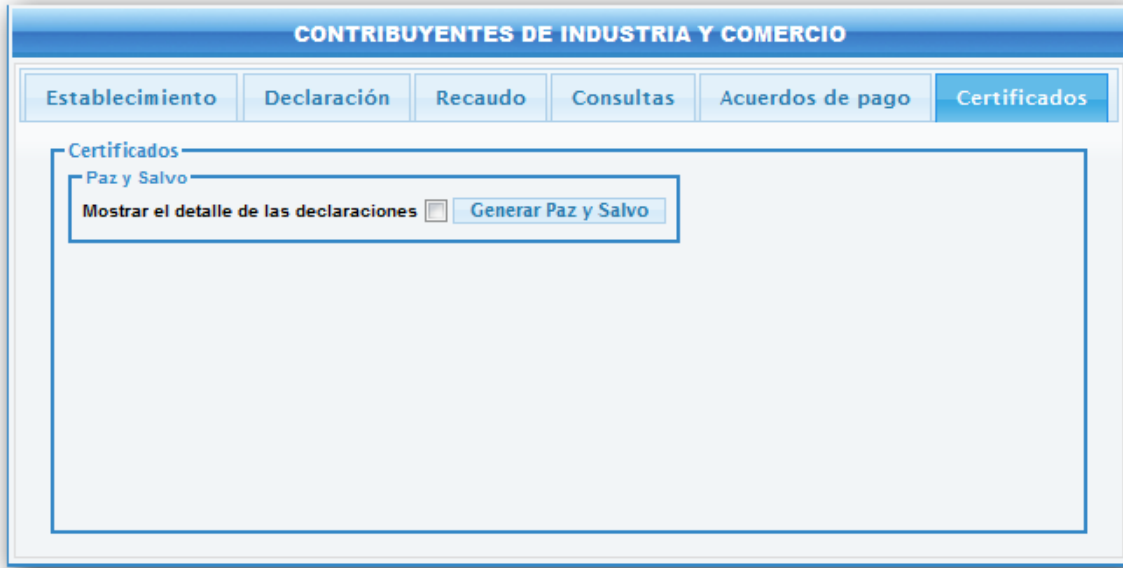 CONTRIBUYENTES DE INDUSTRIA Y COMERCIO
Establecimiento Declaración Recaudo Consultas Acuerdos de pago Certificados
Certificados
Paz y Salvo
Mostrar el detalle de las declaraciones Generar Paz y Salvo